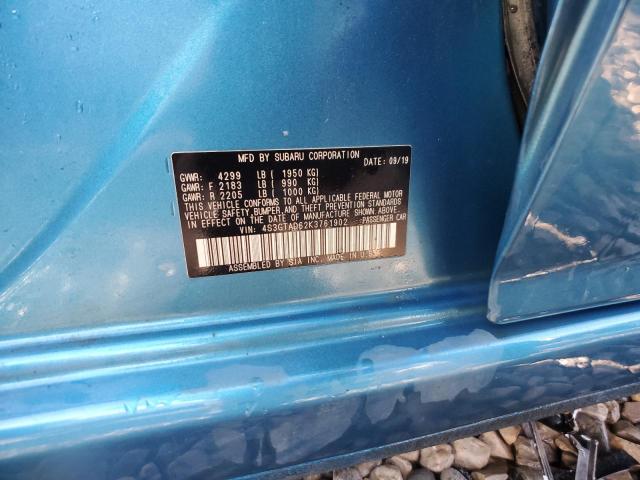 MFD BY SUBARU CORPORATION DATE: 09/19
GVWR: 4299 LB ( 1950 KG)
GAWR: F 2183 LB ( 990 KG)
GAWR: R 2205 LB ( 1000 KG)
THIS VEHICLE CONFORMS TO ALL APPLICABLE FEDERAL MOTOR
VEHICLE SAFETY, BUMPER, AND THEFT PREVENTION STANDARDS
IN EFFECT ON THE DATE OF MANUFACTURE SHOWN ABOVE.
VIN: 4S3GTAD62K3761902 :PASSENGER CAR
ASSEMBLED BY SIA INC. MADE IN U.S.A.